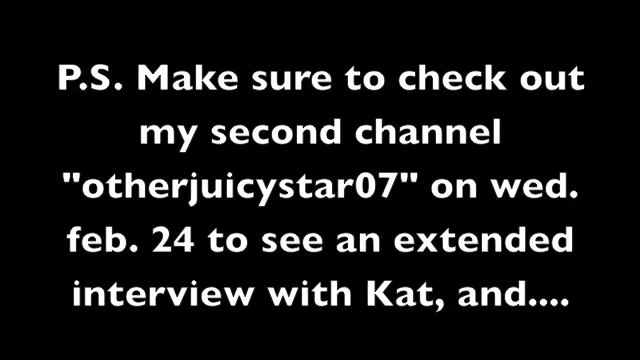 P.S. Make sure to check out
my second channel
"otherjuicystar07" on wed.
feb. 24 to see an extended
interview with Kat, and....